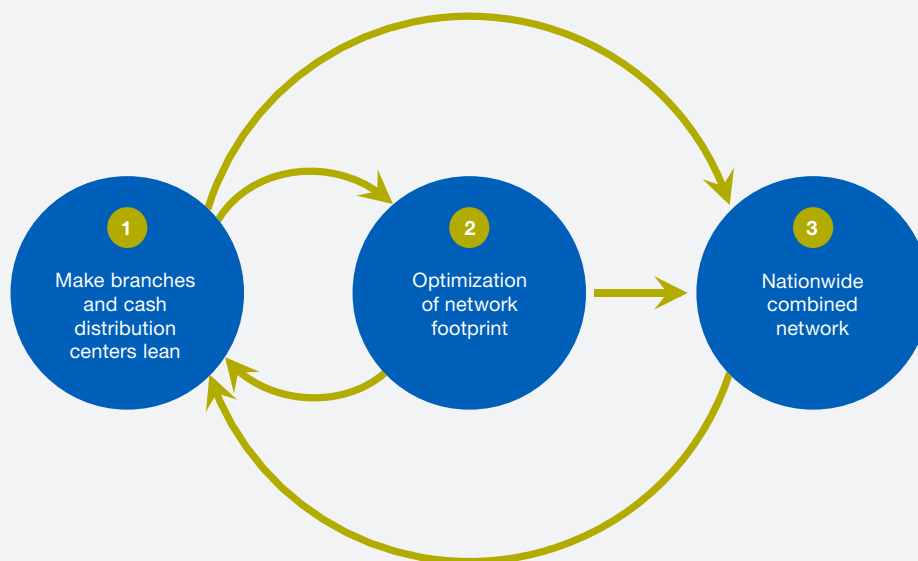 1
Make branches
and cash
distribution
centers lean
2
Optimization
of network
footprint
3
Nationwide
combined
network